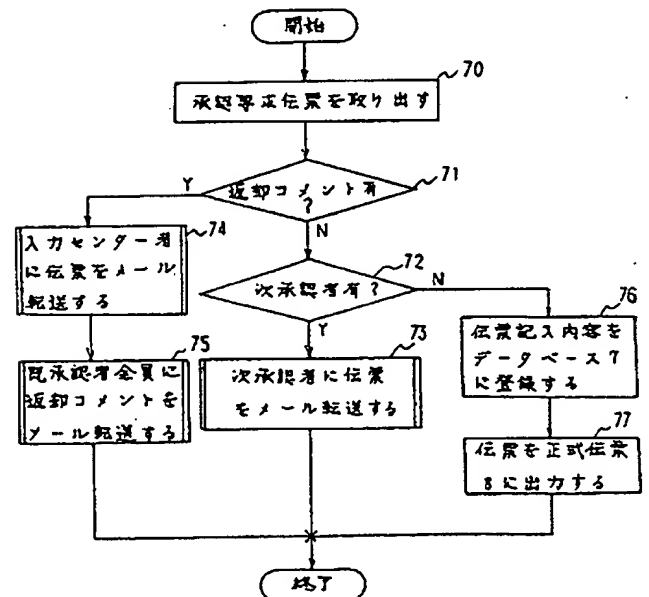 開始
70
承認要求伝票を取り出す
71
返却コメント有
?
Y
N
74
入力センター者
に伝票をメール
転送する
72
次承認者有?
N
Y
76
伝票記入内容を
データベース7
に登録する
75
既承認者全員に
返却コメントを
メール転送する
73
次承認者に伝票
をメール転送する
77
伝票を正式伝票
8に出力する
終了